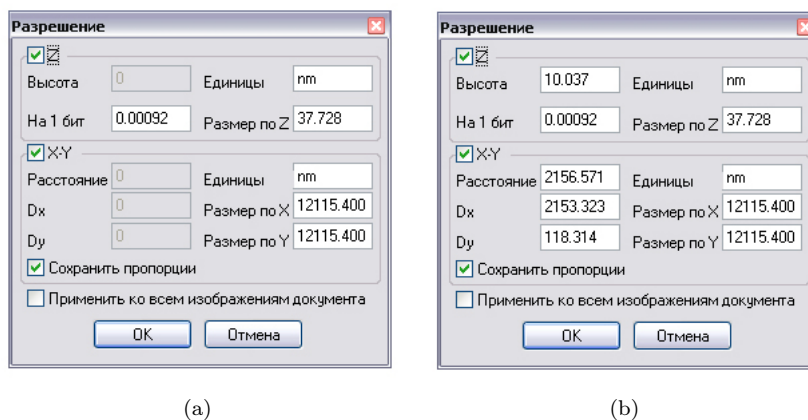 Разрешение
Z
Высота 0 Единицы nm
На 1 бит 0.00092 Размер по Z 37.728
X-Y
Расстояние 0 Единицы nm
Dx 0 Размер по X 12115.400
Dy 0 Размер по Y 12115.400
Сохранить пропорции
Применить ко всем изображениям документа
OK Отмена
(a)
Разрешение
Z
Высота 10.037 Единицы nm
На 1 бит 0.00092 Размер по Z 37.728
X-Y
Расстояние 2156.571 Единицы nm
Dx 2153.323 Размер по X 12115.400
Dy 118.314 Размер по Y 12115.400
Сохранить пропорции
Применить ко всем изображениям документа
OK Отмена
(b)